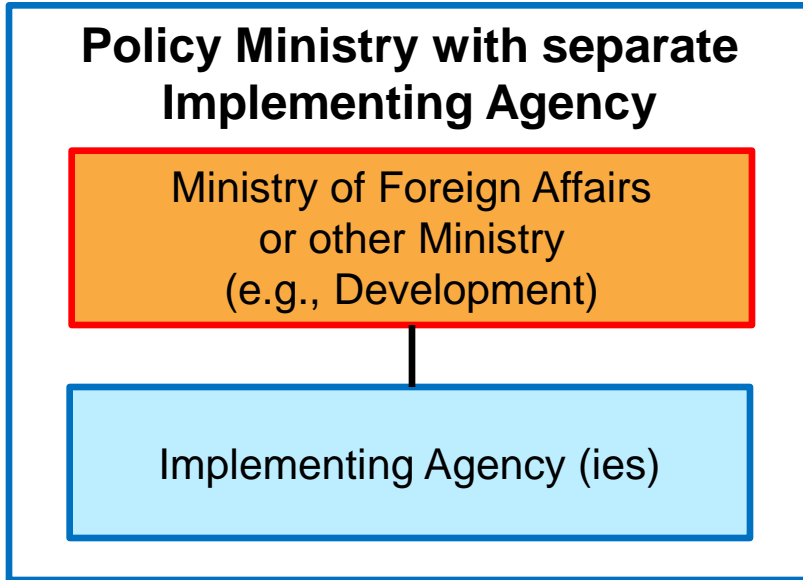 Policy Ministry with separate
Implementing Agency
Ministry of Foreign Affairs
or other Ministry
(e.g., Development)
Implementing Agency (ies)